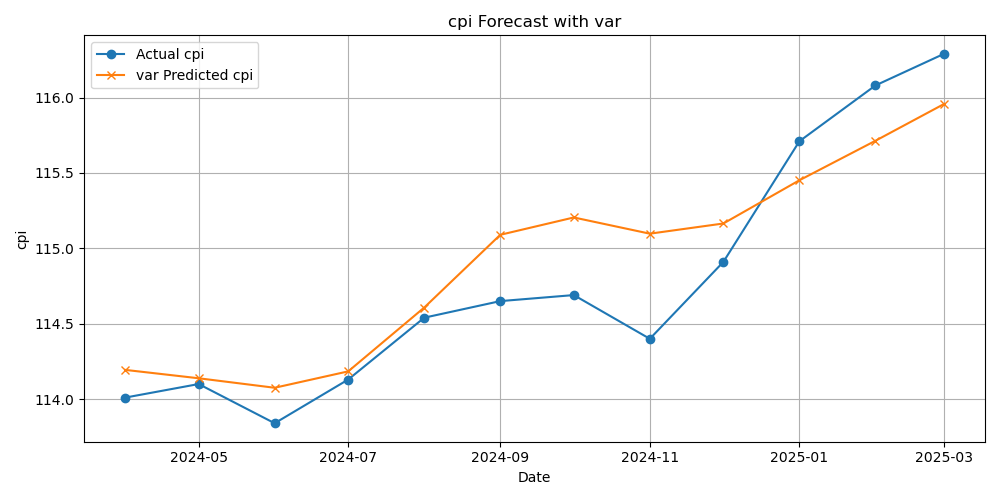 cpi Forecast with var
Actual cpi
var Predicted cpi
116.0
115.5
115.0
114.5
114.0
cpi
2024-05 2024-07 2024-09 2024-11 2025-01 2025-03
Date